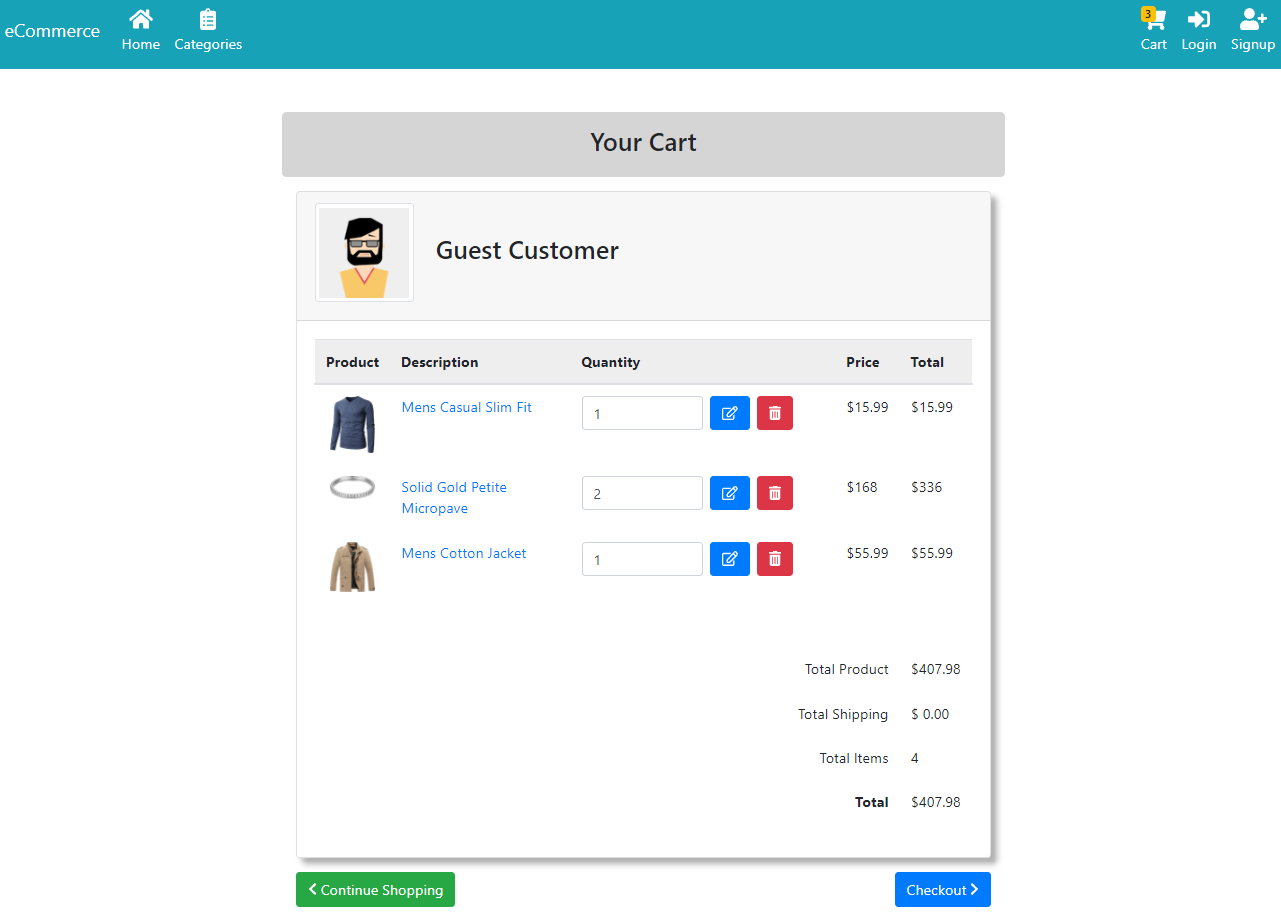 eCommerce
Home
Categories
3
Cart
Login
Signup
Your Cart
Guest Customer
Product Description Quantity Price Total
Mens Casual Slim Fit 1 $15.99 $15.99
Solid Gold Petite 2 $168 $336
Micropave
Mens Cotton Jacket 1 $55.99 $55.99
Total Product $407.98
Total Shipping $ 0.00
Total Items 4
Total $407.98
Continue Shopping
Checkout